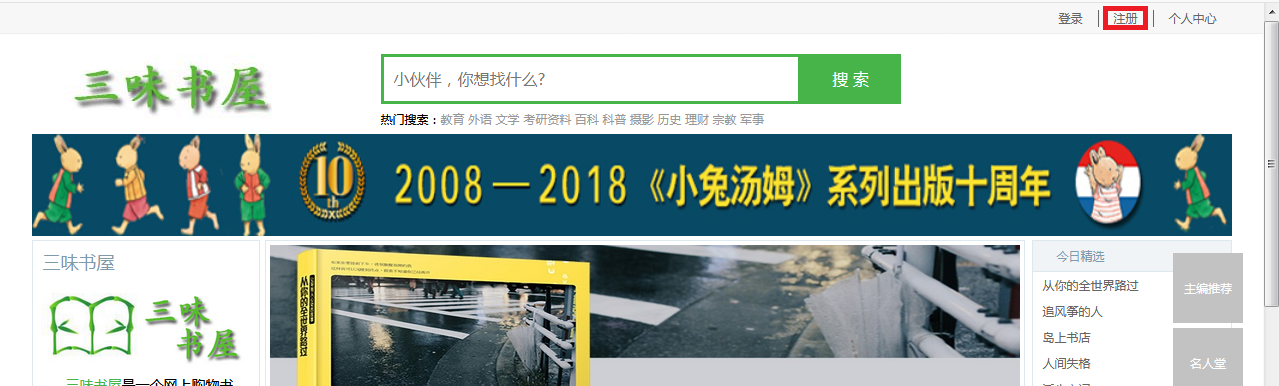 登录 注册 个人中心
三味书屋
小伙伴，你想找什么?
搜 索
热门搜索：教育 外语 文学 考研资料 百科 科普 摄影 历史 理财 宗教 军事
10th
2008—2018《小兔汤姆》系列出版十周年
三味书屋
三味
书屋
三味书屋是一个网上购物书
从你的全世界路过
今日精选
从你的全世界路过
追风筝的人
岛上书店
人间失格
主编推荐
名人堂